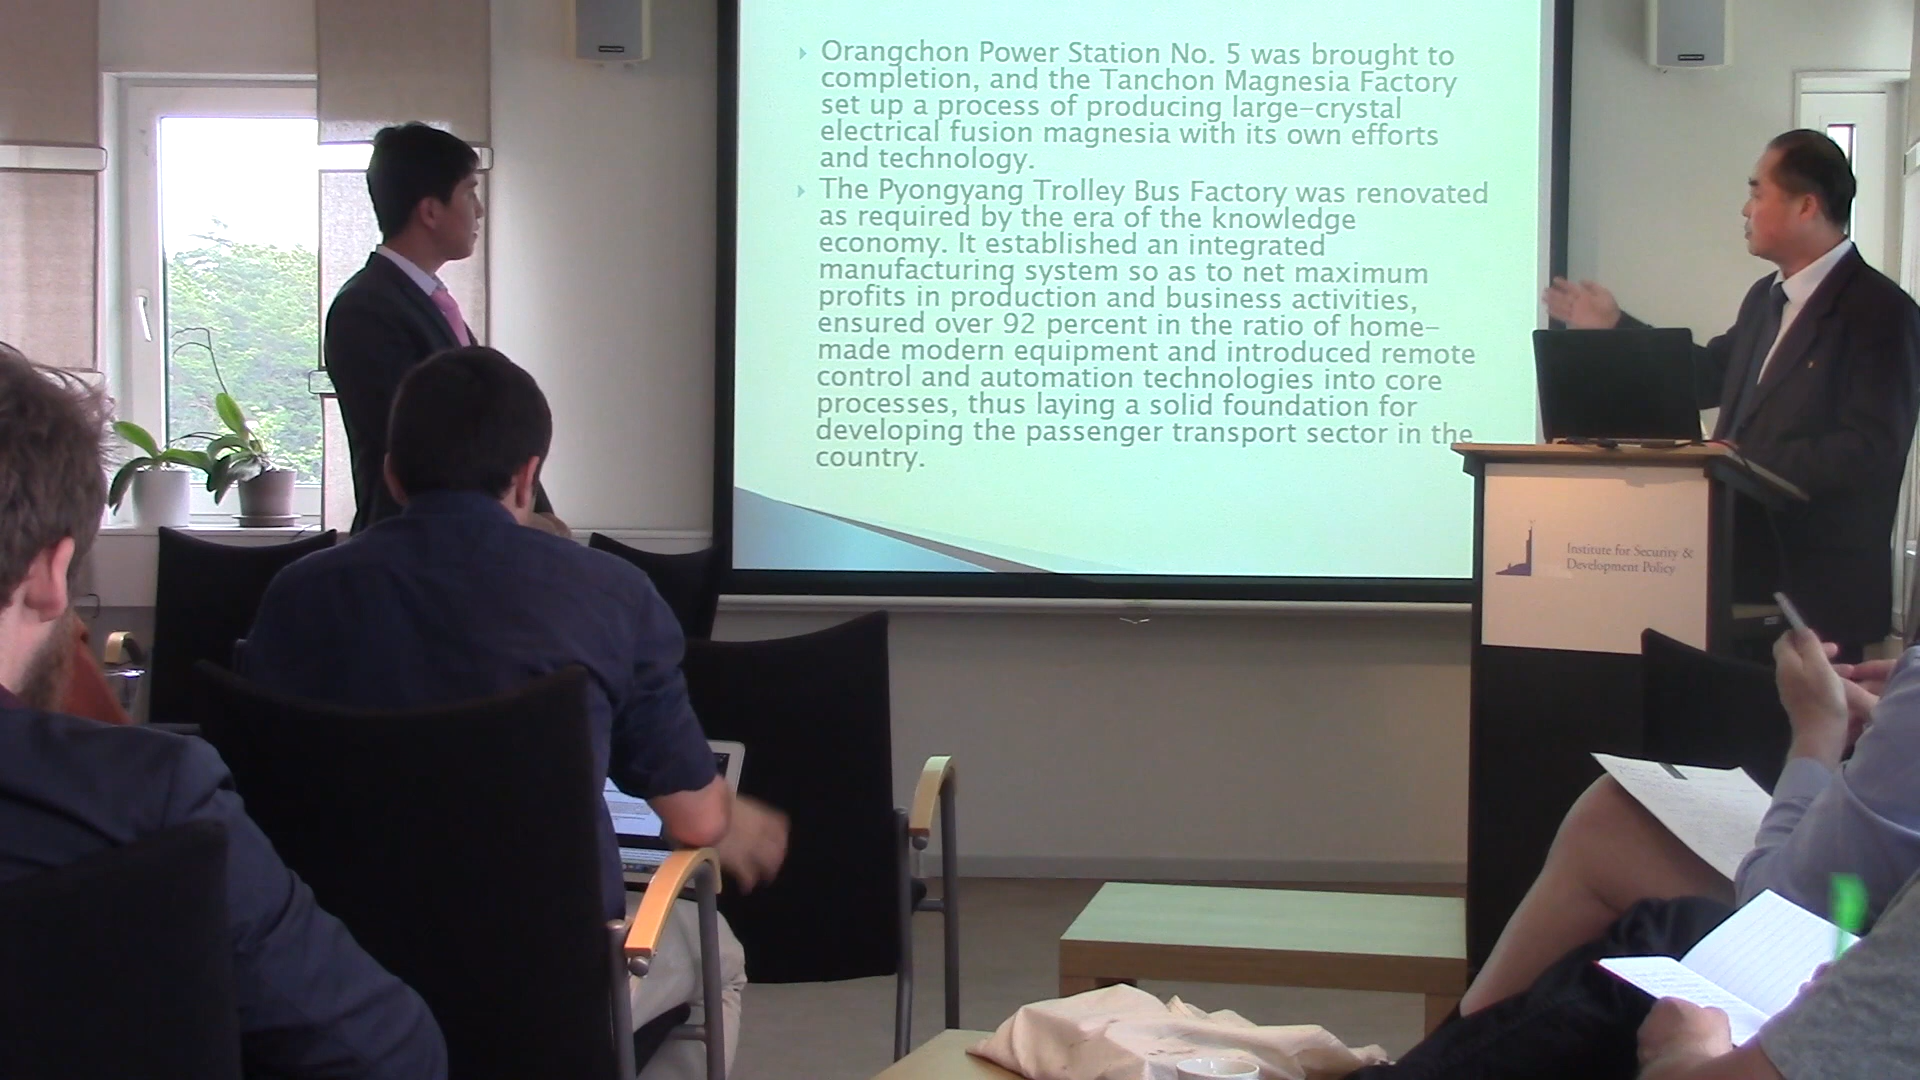 Orangchon Power Station No. 5 was brought to
completion, and the Tanchon Magnesia Factory
set up a process of producing large-crystal
electrical fusion magnesia with its own efforts
and technology.
The Pyongyang Trolley Bus Factory was renovated
as required by the era of the knowledge
economy. It established an integrated
manufacturing system so as to net maximum
profits in production and business activities,
ensured over 92 percent in the ratio of home-
made modern equipment and introduced remote
control and automation technologies into core
processes, thus laying a solid foundation for
developing the passenger transport sector in the
country.
Institute for Security &
Development Policy